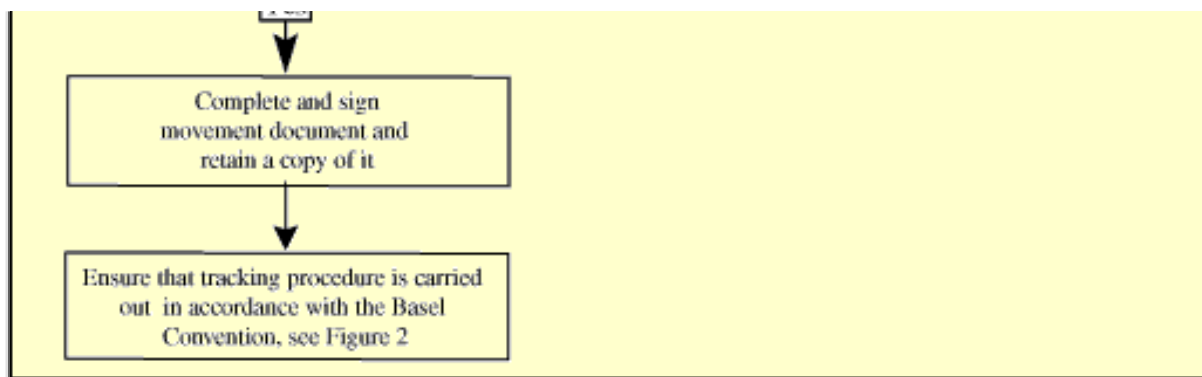 Yes
Complete and sign
movement document and
retain a copy of it
Ensure that tracking procedure is carried
out in accordance with the Basel
Convention, see Figure 2